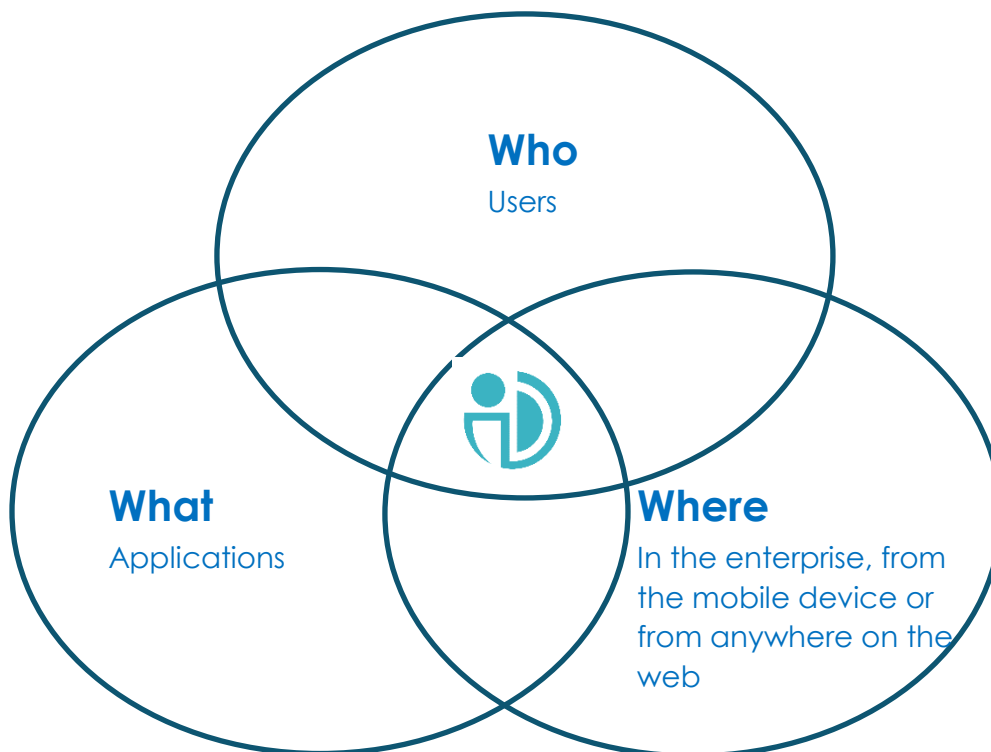 Who
Users
What
Applications
Where
In the enterprise, from
the mobile device or
from anywhere on the
web